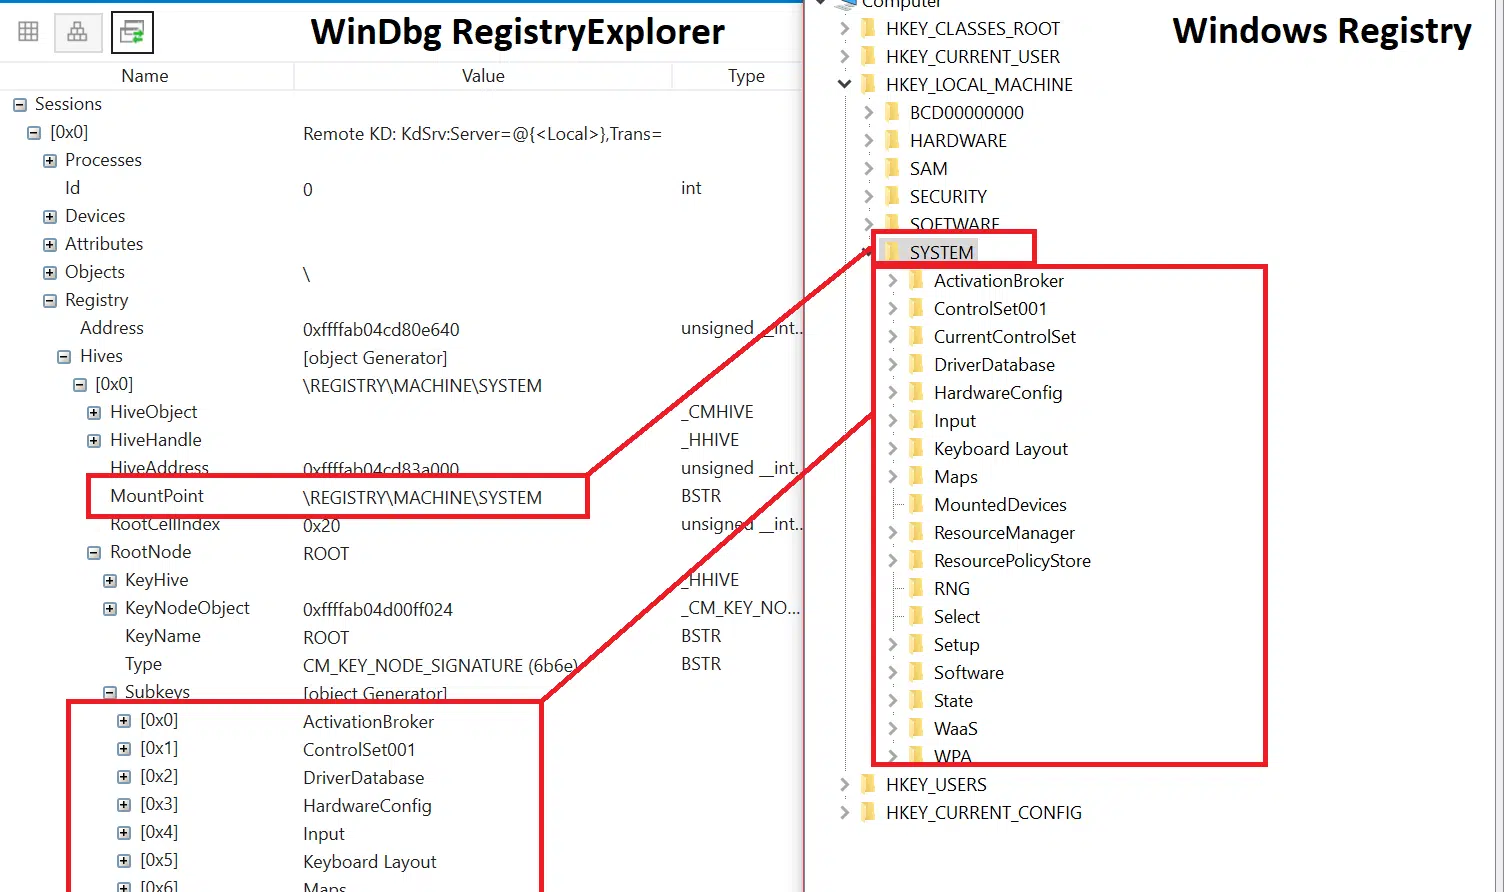 WinDbg RegistryExplorer
Name Value Type
Sessions
[0x0] Remote KD: KdSrv:Server=@{<Local>},Trans=
Processes
Id 0 int
Devices
Attributes
Objects \
Registry
Address 0xffffab04cd80e640 unsigned __int...
Hives [object Generator]
[0x0] \REGISTRY\MACHINE\SYSTEM
HiveObject _CMHIVE
HiveHandle _HHIVE
HiveAddress 0xffffab04cd83a000 unsigned __int...
MountPoint \REGISTRY\MACHINE\SYSTEM BSTR
RootCellIndex 0x20 unsigned __int...
RootNode ROOT
KeyHive _HHIVE
KeyNodeObject 0xffffab04d00ff024 _CM_KEY_NO...
KeyName ROOT BSTR
Type CM_KEY_NODE_SIGNATURE (6b6e) BSTR
Subkeys [object Generator]
[0x0] ActivationBroker
[0x1] ControlSet001
[0x2] DriverDatabase
[0x3] HardwareConfig
[0x4] Input
[0x5] Keyboard Layout
[0x6] Maps
Windows Registry
Computer
HKEY_CLASSES_ROOT
HKEY_CURRENT_USER
HKEY_LOCAL_MACHINE
BCD00000000
HARDWARE
SAM
SECURITY
SOFTWARE
SYSTEM
ActivationBroker
ControlSet001
CurrentControlSet
DriverDatabase
HardwareConfig
Input
Keyboard Layout
Maps
MountedDevices
ResourceManager
ResourcePolicyStore
RNG
Select
Setup
Software
State
WaaS
WPA
HKEY_USERS
HKEY_CURRENT_CONFIG